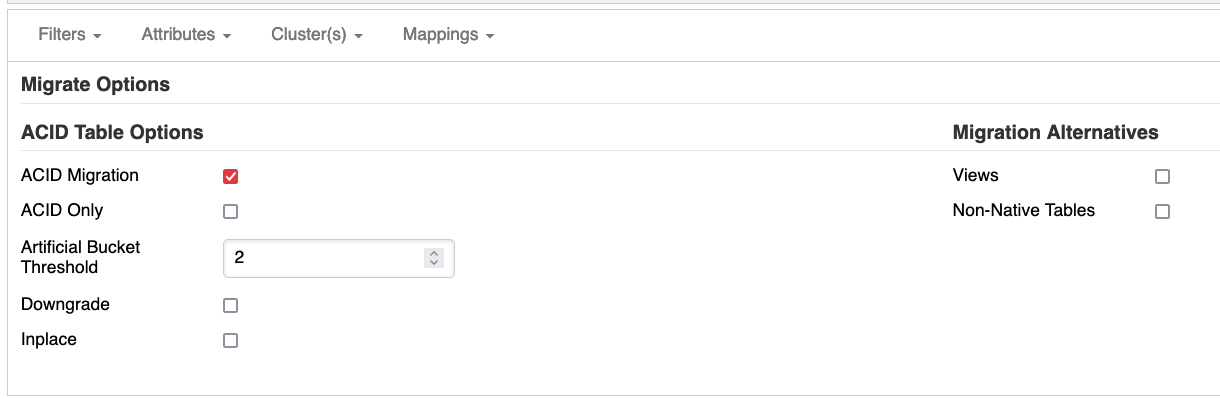 Filters Attributes Cluster(s) Mappings
Migrate Options
ACID Table Options
ACID Migration
ACID Only
Artificial Bucket
Threshold
2
Downgrade
Inplace
Migration Alternatives
Views
Non-Native Tables